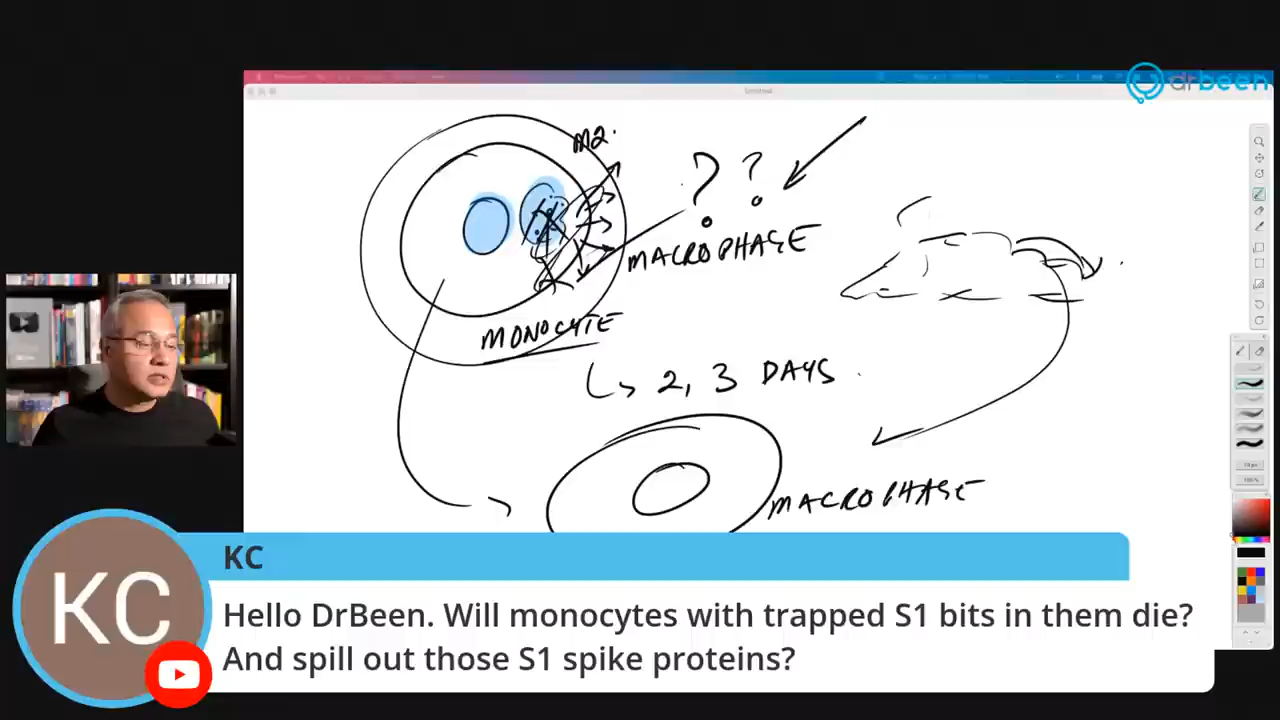 drbeen
M2.
? ?
MACROPHAGE
MONOCYTE
2, 3 DAYS
MACROPHASE
KC
KC
Hello DrBeen. Will monocytes with trapped S1 bits in them die?
And spill out those S1 spike proteins?